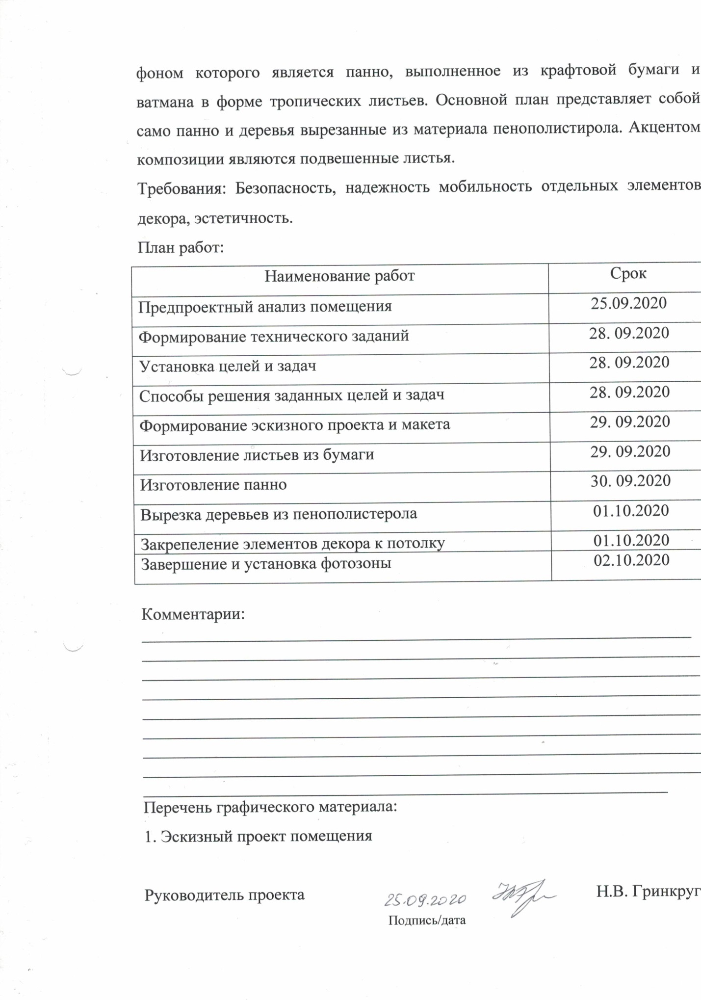 фоном которого является панно, выполненное из крафтовой бумаги и
ватмана в форме тропических листьев. Основной план представляет собой
само панно и деревья вырезанные из материала пенополистирола. Акцентом
композиции являются подвешенные листья.
Требования: Безопасность, надежность мобильность отдельных элементов
декора, эстетичность.
План работ:
Наименование работ Срок
Предпроектный анализ помещения 25.09.2020
Формирование технического заданий 28. 09.2020
Установка целей и задач 28. 09.2020
Способы решения заданных целей и задач 28. 09.2020
Формирование эскизного проекта и макета 29. 09.2020
Изготовление листьев из бумаги 29. 09.2020
Изготовление панно 30. 09.2020
Вырезка деревьев из пенополистерола 01.10.2020
Закрепеление элементов декора к потолку 01.10.2020
Завершение и установка фотозоны 02.10.2020
Комментарии:
Перечень графического материала:
1. Эскизный проект помещения
Руководитель проекта 25.09.2020 Н.В. Гринкруг
Подпись/дата